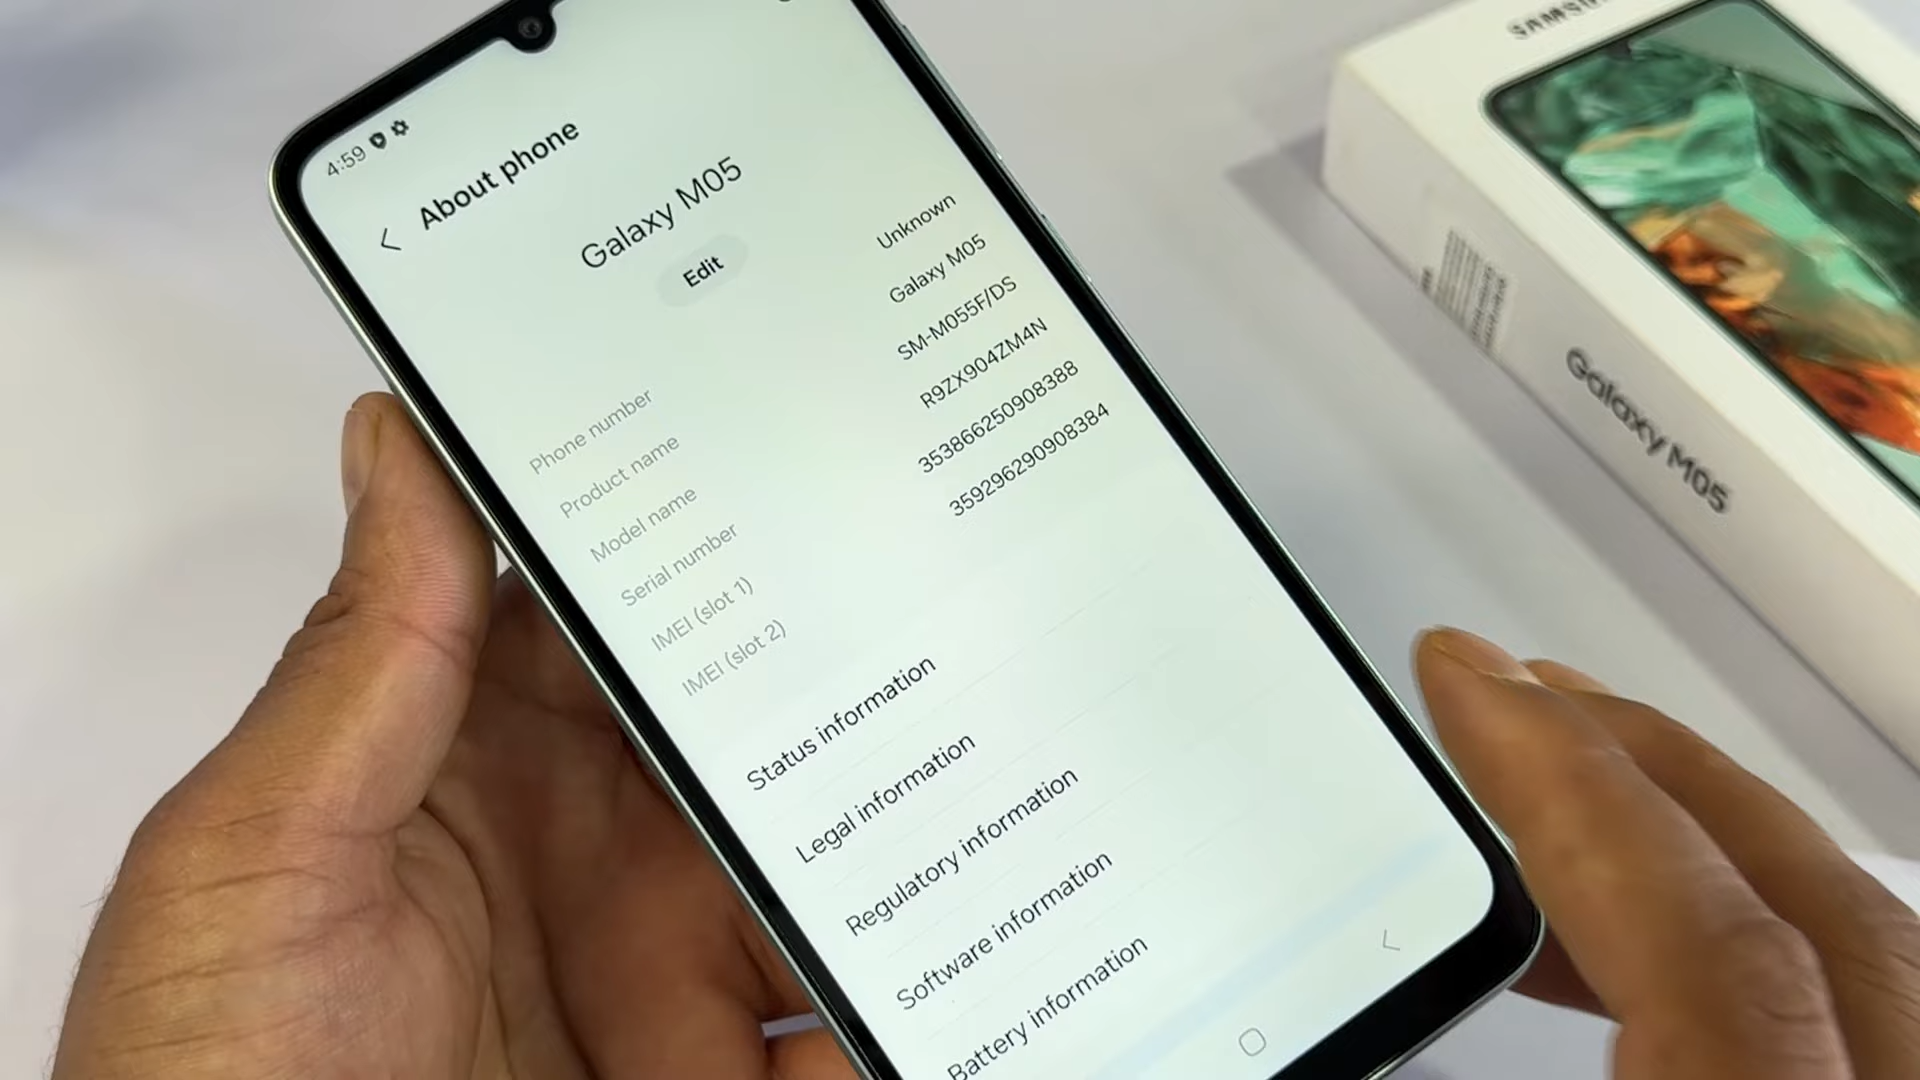 4:59
About phone
Galaxy M05
Edit
Phone number Unknown
Product name Galaxy M05
Model name SM-M055F/DS
Serial number R9ZX904ZM4N
IMEI (slot 1) 353866250908388
IMEI (slot 2) 359296290908384
Status information
Legal information
Regulatory information
Software information
Battery information
SAMSU
Galaxy M05